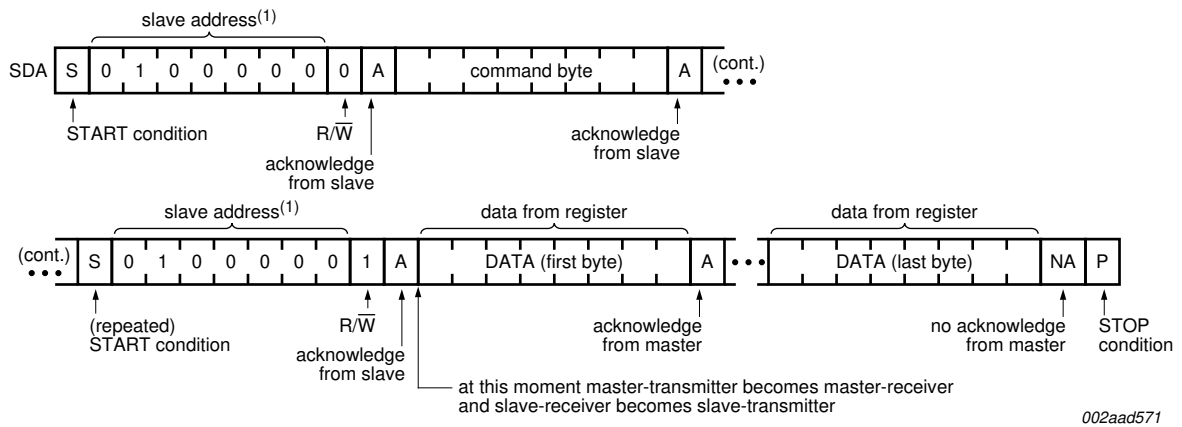 slave address(1)
SDA S 0 1 0 0 0 0 0 0 A command byte A (cont.)
START condition R/W̅ acknowledge from slave acknowledge from slave
slave address(1) data from register data from register
(cont.) S 0 1 0 0 0 0 0 1 A DATA (first byte) A DATA (last byte) NA P
(repeated) START condition R/W̅ acknowledge from slave acknowledge from master no acknowledge from master STOP condition
at this moment master-transmitter becomes master-receiver
and slave-receiver becomes slave-transmitter
002aad571